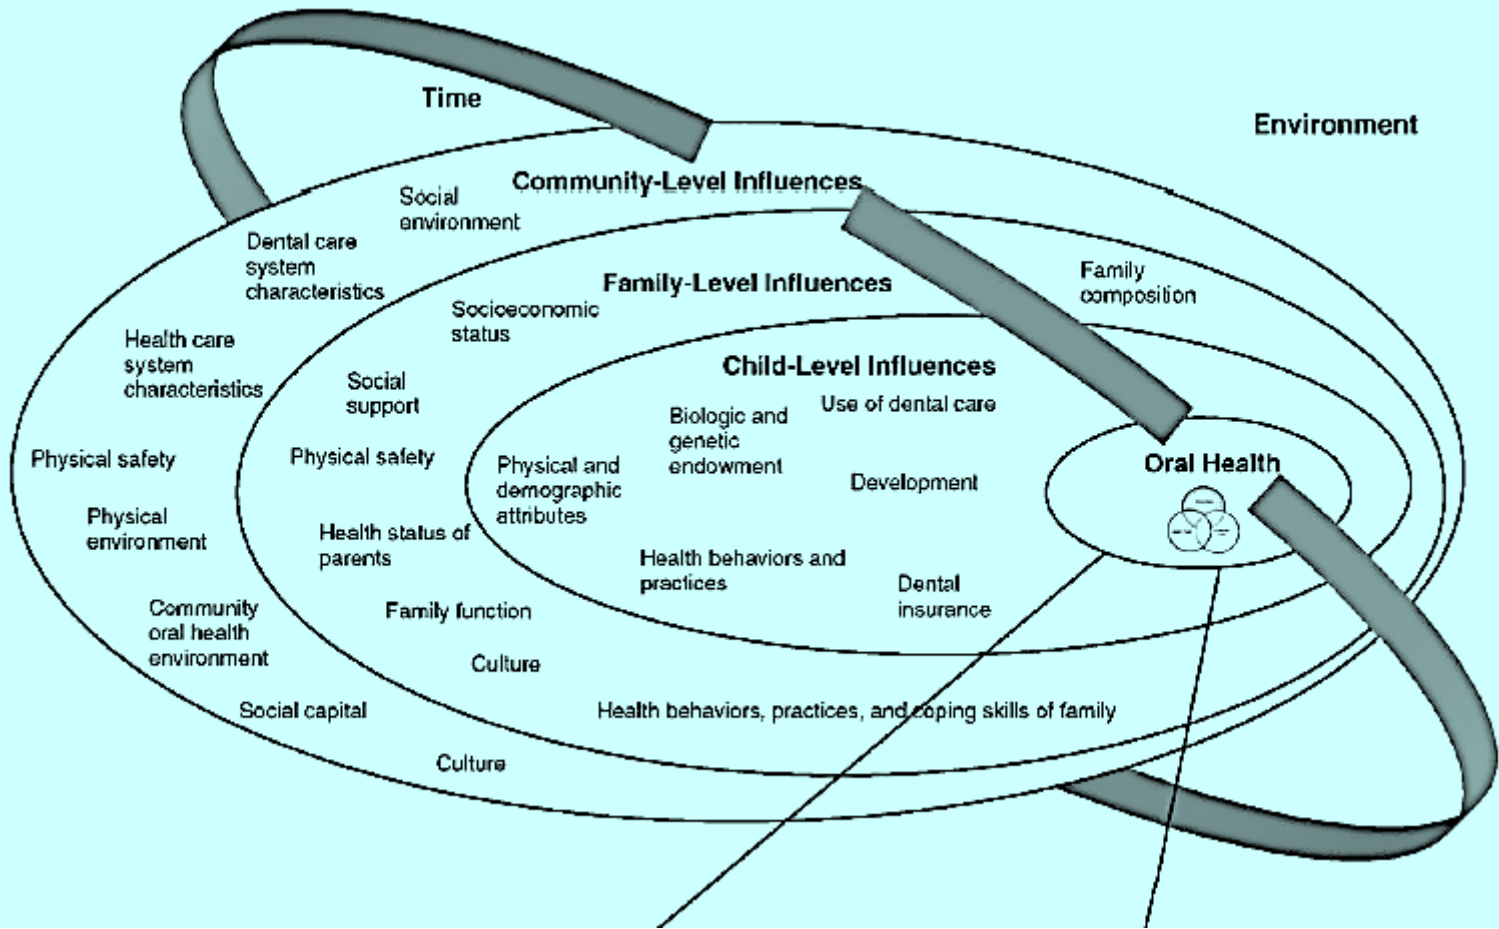 Time
Environment
Community-Level Influences
Social
environment
Dental care
system
characteristics
Health care
system
characteristics
Physical safety
Physical
environment
Community
oral health
environment
Social capital
Culture
Family-Level Influences
Family
composition
Socioeconomic
status
Social
support
Physical safety
Health status of
parents
Family function
Culture
Health behaviors, practices, and coping skills of family
Child-Level Influences
Use of dental care
Biologic and
genetic
endowment
Physical and
demographic
attributes
Development
Health behaviors and
practices
Dental
insurance
Oral Health